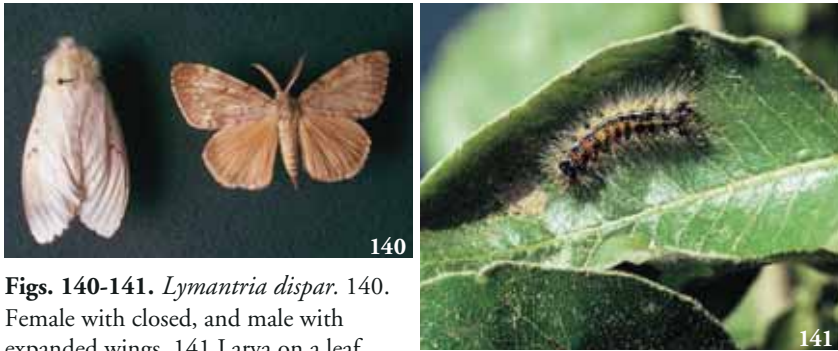 140
141
Figs. 140-141. Lymantria dispar. 140.
Female with closed, and male with
expanded wings. 141 Larva on a leaf